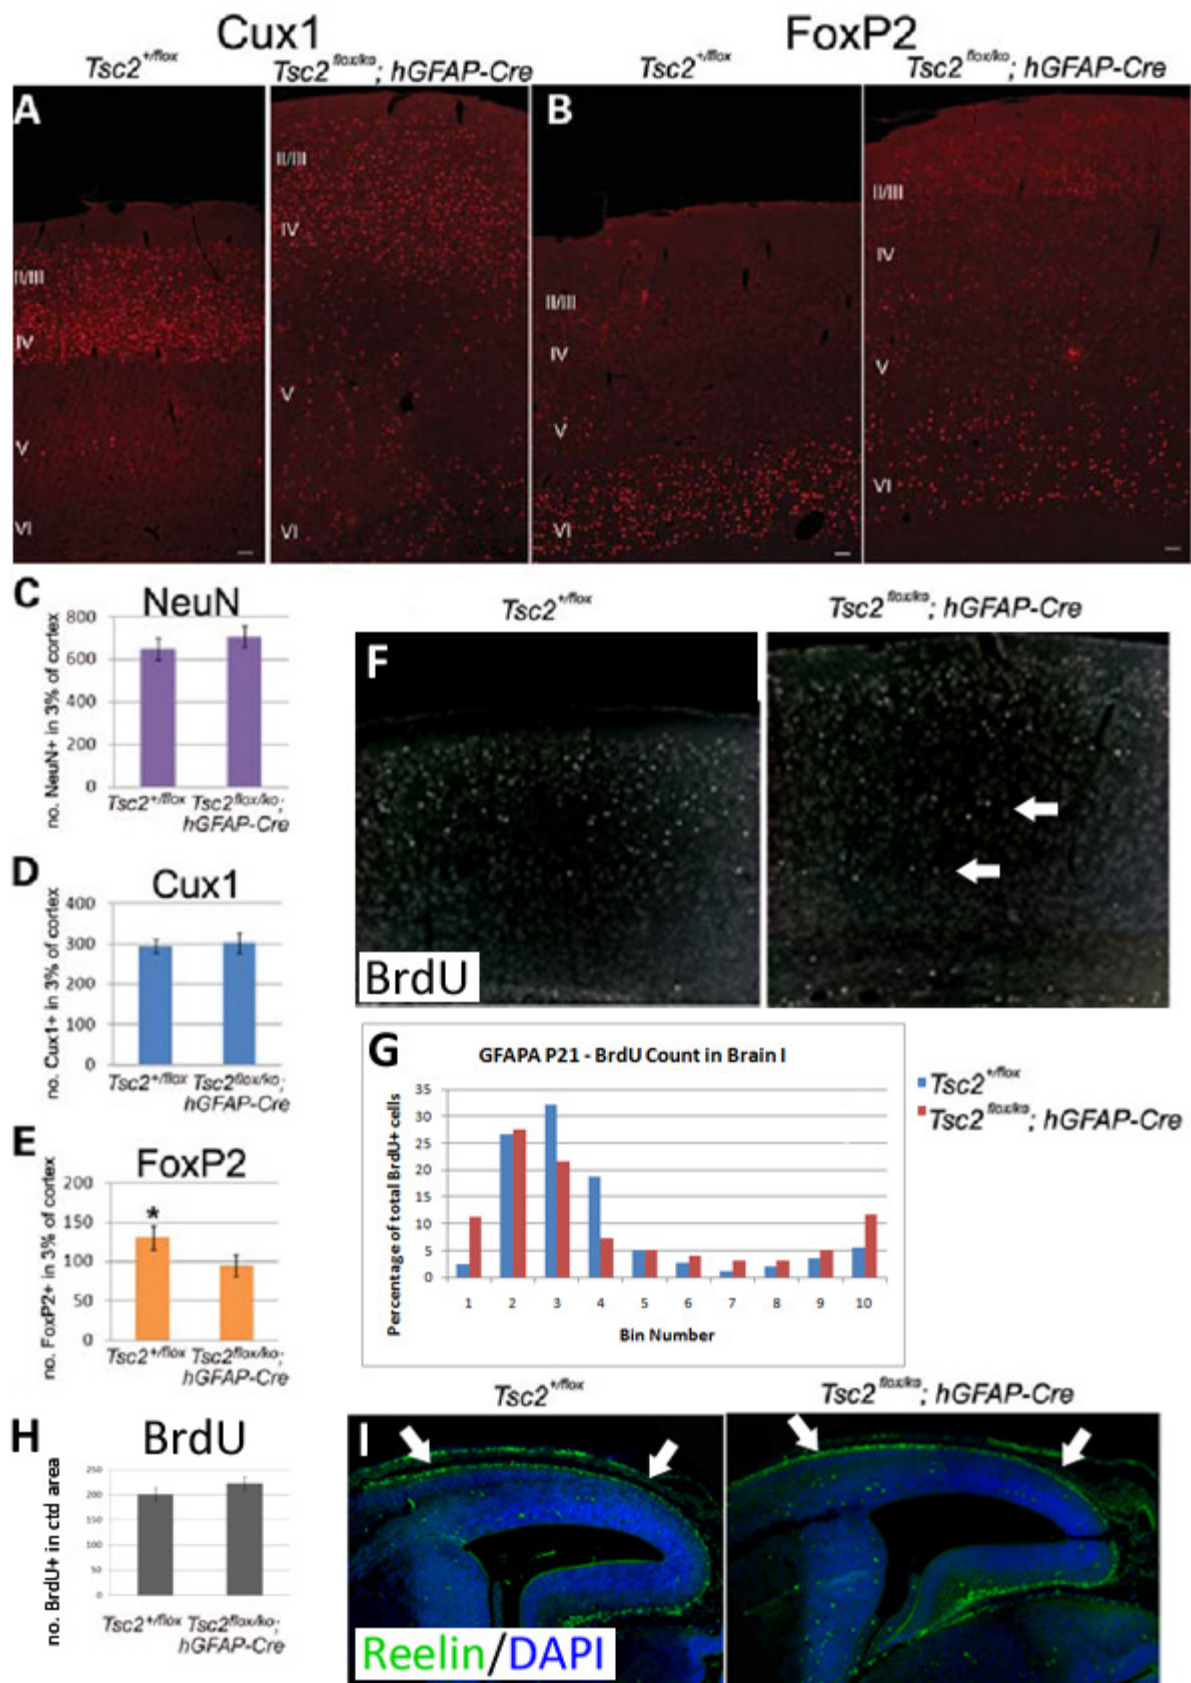 Cux1 FoxP2
Tsc2+/flox Tsc2flox/ko; hGFAP-Cre Tsc2+/flox Tsc2flox/ko; hGFAP-Cre
A
II/III
IV
V
VI
II/III
IV
V
VI
B
II/III
IV
V
VI
II/III
IV
V
VI
C
NeuN
no. NeuN+ in 3% of cortex
800
600
400
200
0
Tsc2+/flox Tsc2flox/ko;
hGFAP-Cre
D
Cux1
no. Cux1+ in 3% of cortex
400
300
200
100
0
Tsc2+/flox Tsc2flox/ko;
hGFAP-Cre
E
FoxP2
no. FoxP2+ in 3% of cortex
200
150
100
50
0
*
Tsc2+/flox Tsc2flox/ko;
hGFAP-Cre
Tsc2+/flox Tsc2flox/ko; hGFAP-Cre
F
BrdU
G
GFAPA P21 - BrdU Count in Brain I
Percentage of total BrdU+ cells
35
30
25
20
15
10
5
0
1 2 3 4 5 6 7 8 9 10
Bin Number
Tsc2+/flox
Tsc2flox/ko; hGFAP-Cre
H
BrdU
no. BrdU+ in ctd area
250
200
150
100
50
0
Tsc2+/flox Tsc2flox/ko;
hGFAP-Cre
Tsc2+/flox Tsc2flox/ko; hGFAP-Cre
I
Reelin/DAPI